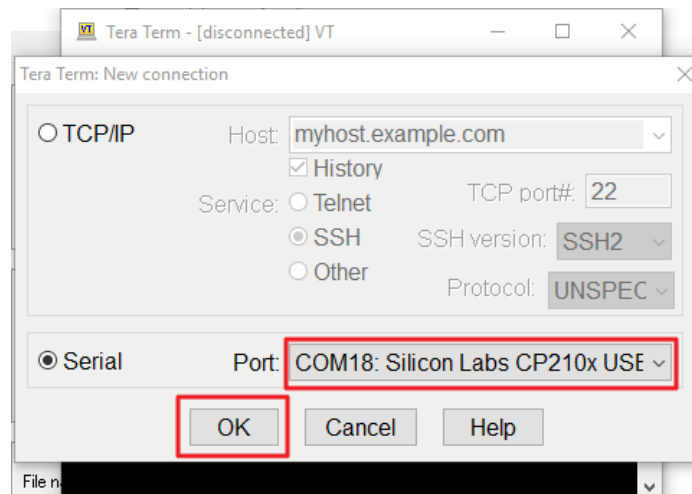 Tera Term - [disconnected] VT
Tera Term: New connection
TCP/IP
Host: myhost.example.com
History
Service: Telnet
TCP port#: 22
SSH
SSH version: SSH2
Other
Protocol: UNSPEC
Serial
Port: COM18: Silicon Labs CP210x USE
OK Cancel Help
File